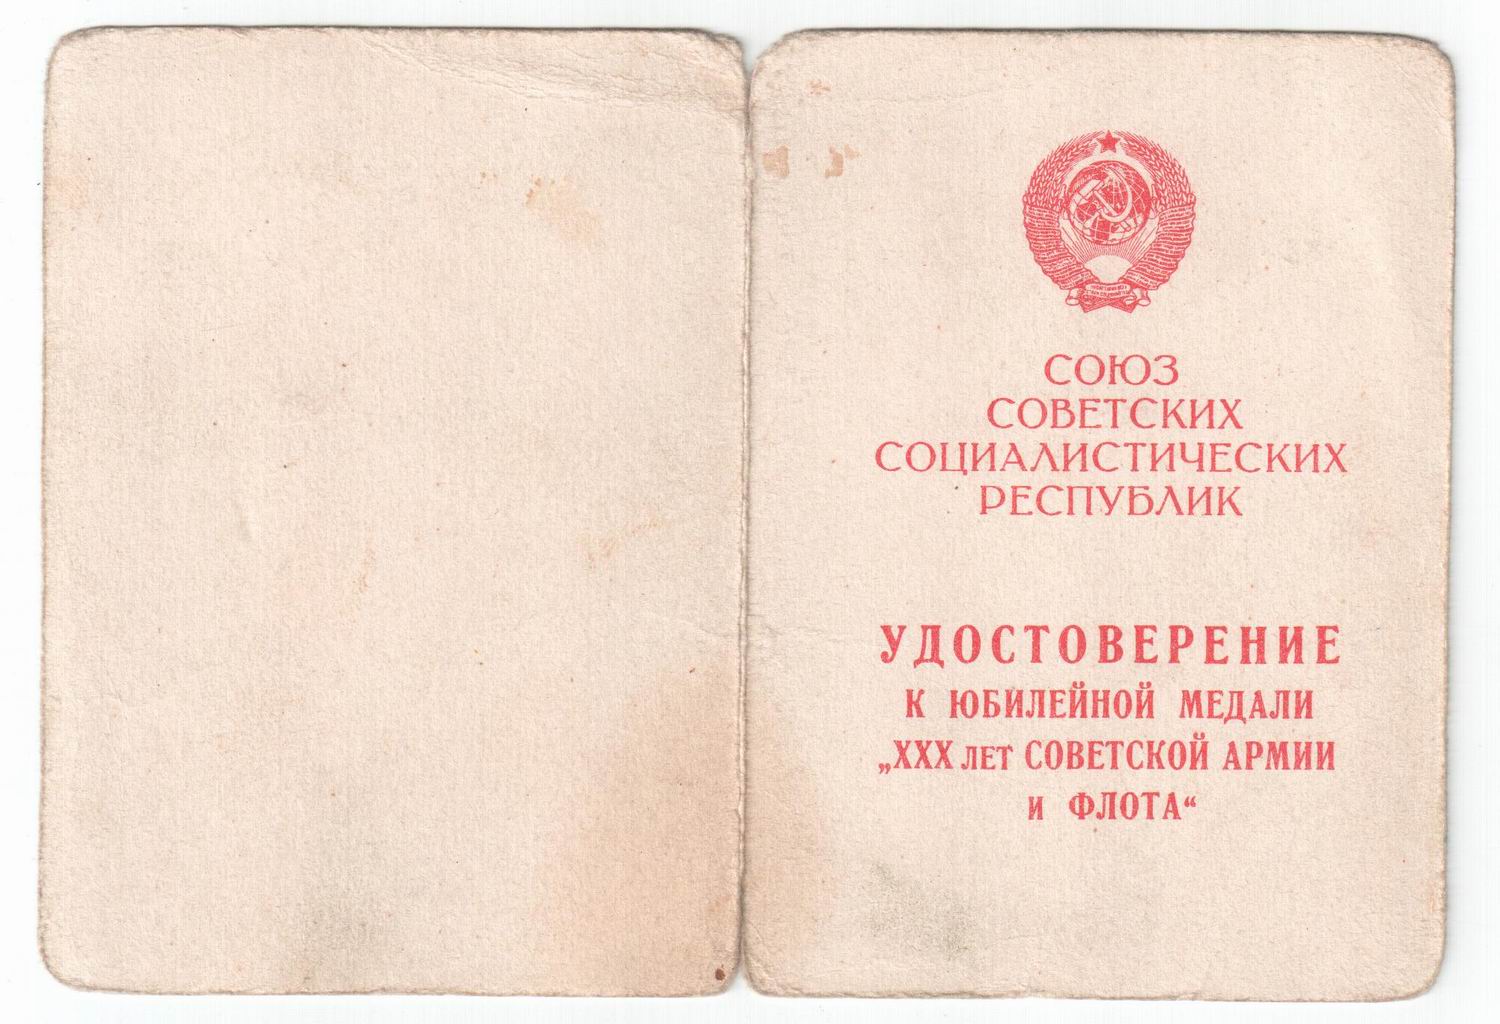 СОЮЗ
СОВЕТСКИХ
СОЦИАЛИСТИЧЕСКИХ
РЕСПУБЛИК
УДОСТОВЕРЕНИЕ
К ЮБИЛЕЙНОЙ МЕДАЛИ
„XXX ЛЕТ СОВЕТСКОЙ АРМИИ
И ФЛОТА“